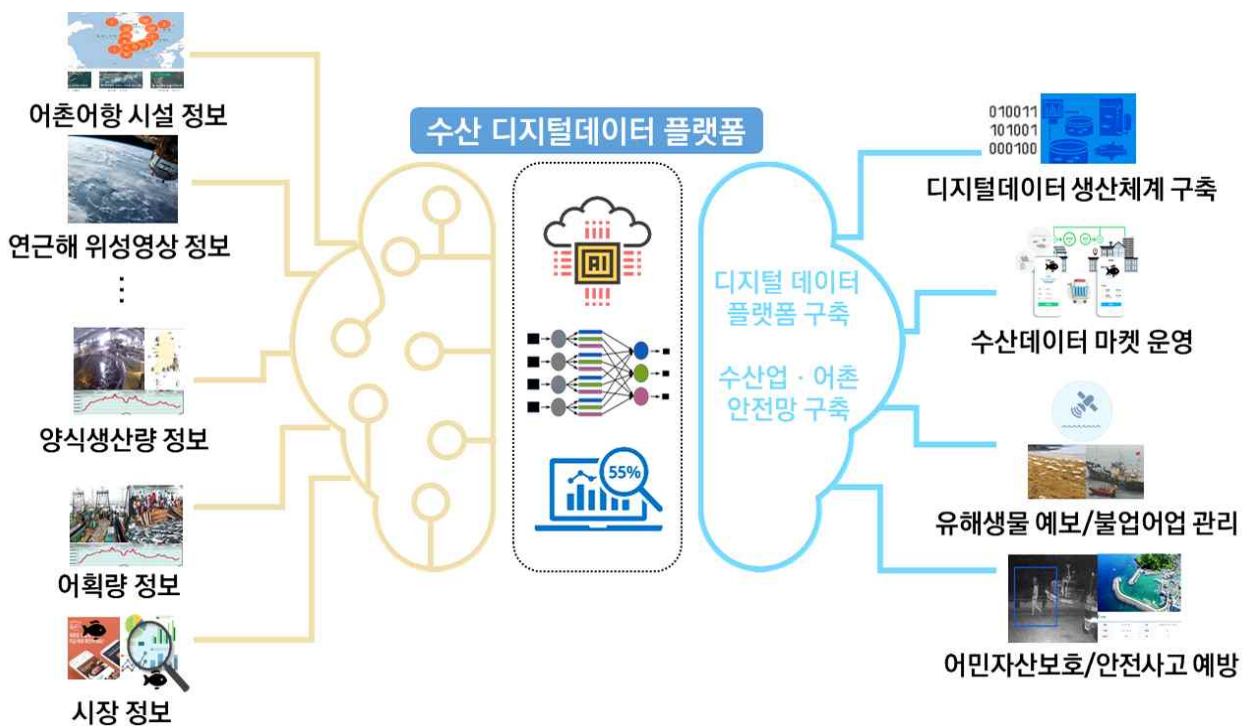 수산 디지털데이터 플랫폼
어촌어항 시설 정보
연근해 위성영상 정보
⋮
양식생산량 정보
어획량 정보
시장 정보
AI
55%
디지털 데이터
플랫폼 구축
수산업 · 어촌
안전망 구축
010011
101001
000100
디지털데이터 생산체계 구축
수산데이터 마켓 운영
유해생물 예보/불업어업 관리
어민자산보호/안전사고 예방